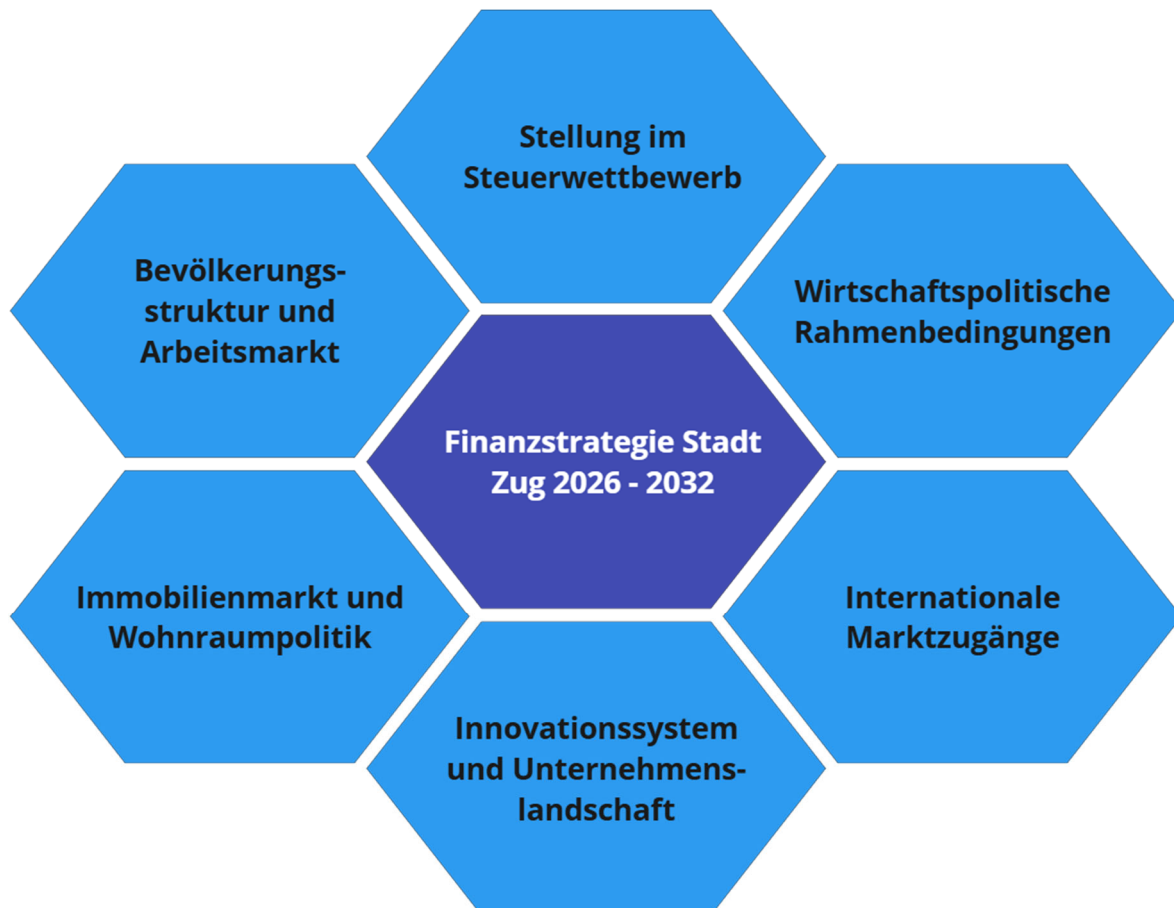 Stellung im
Steuerwettbewerb
Bevölkerungs-
struktur und
Arbeitsmarkt
Wirtschaftspolitische
Rahmenbedingungen
Finanzstrategie Stadt
Zug 2026 - 2032
Immobilienmarkt und
Wohnraumpolitik
Internationale
Marktzugänge
Innovationssystem
und Unternehmens-
landschaft